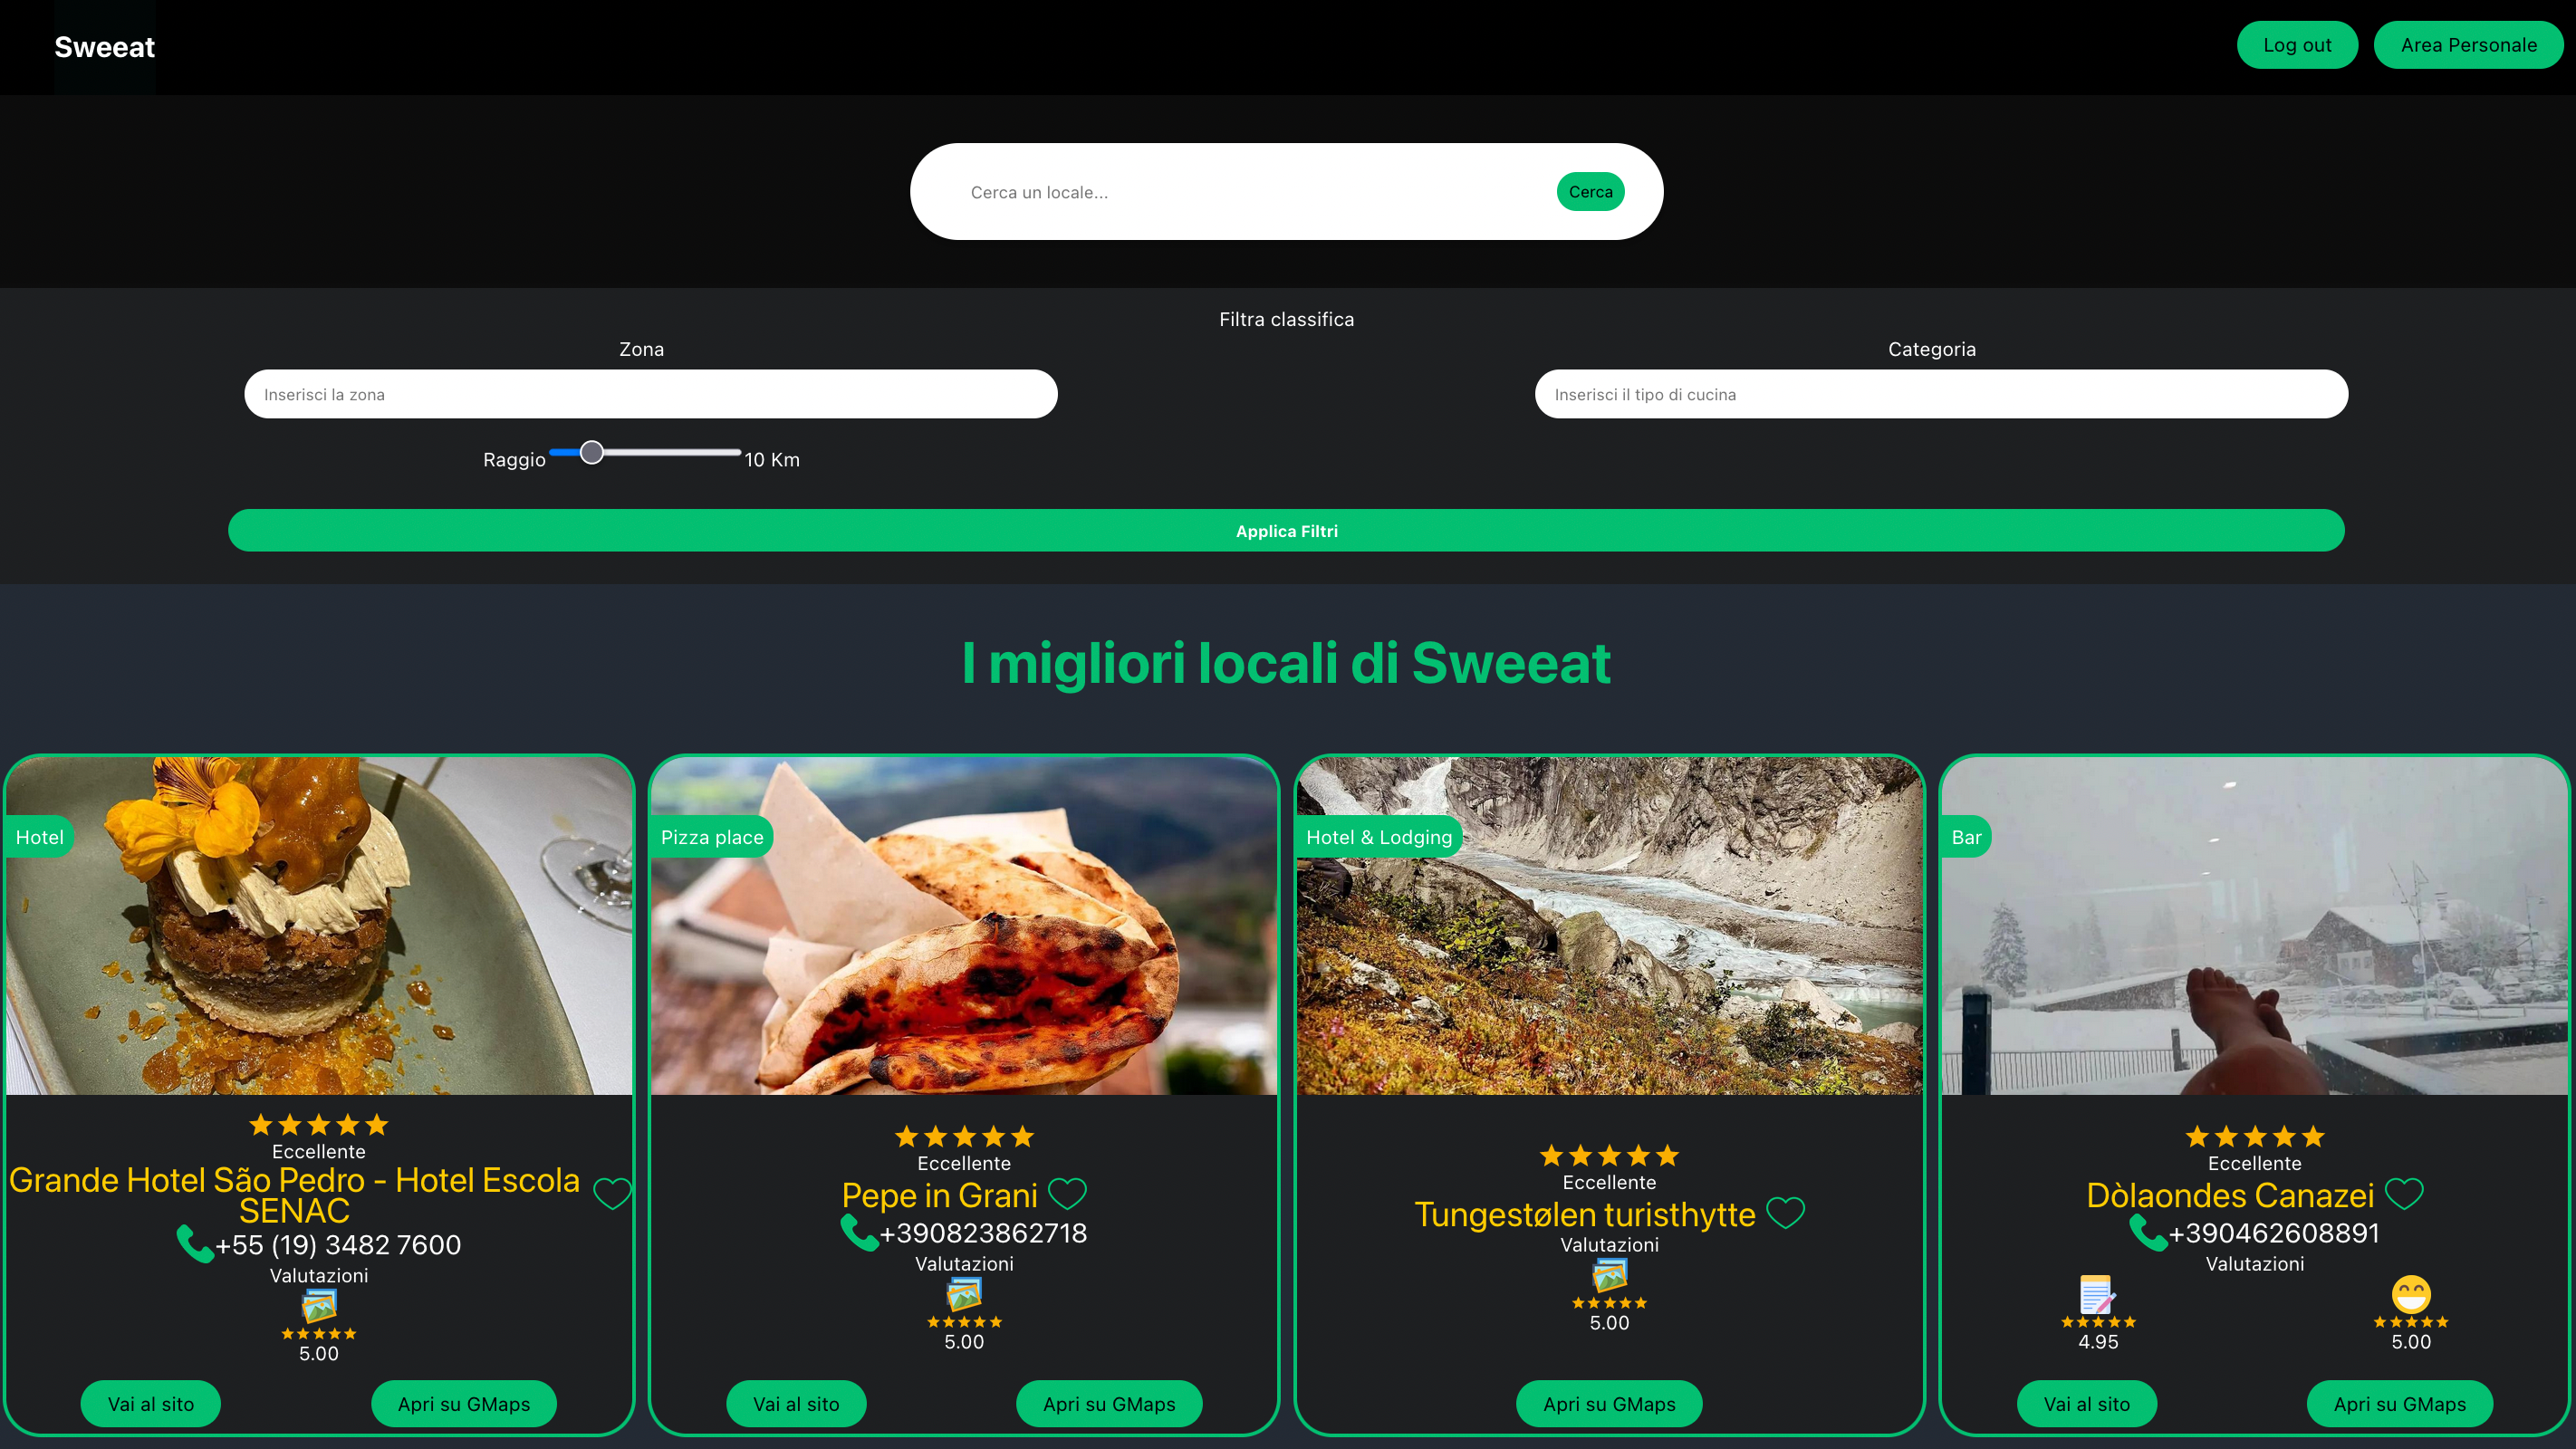 Sweeat
Log out
Area Personale
Cerca un locale...
Cerca
Filtra classifica
Zona
Categoria
Inserisci la zona
Inserisci il tipo di cucina
Raggio
10 Km
Applica Filtri
I migliori locali di Sweeat
Hotel
Eccellente
Grande Hotel São Pedro - Hotel Escola
SENAC
+55 (19) 3482 7600
Valutazioni
5.00
Vai al sito
Apri su GMaps
Pizza place
Eccellente
Pepe in Grani
+390823862718
Valutazioni
5.00
Vai al sito
Apri su GMaps
Hotel & Lodging
Eccellente
Tungestølen turisthytte
Valutazioni
5.00
Apri su GMaps
Bar
Eccellente
Dòlaondes Canazei
+390462608891
Valutazioni
4.95
5.00
Vai al sito
Apri su GMaps